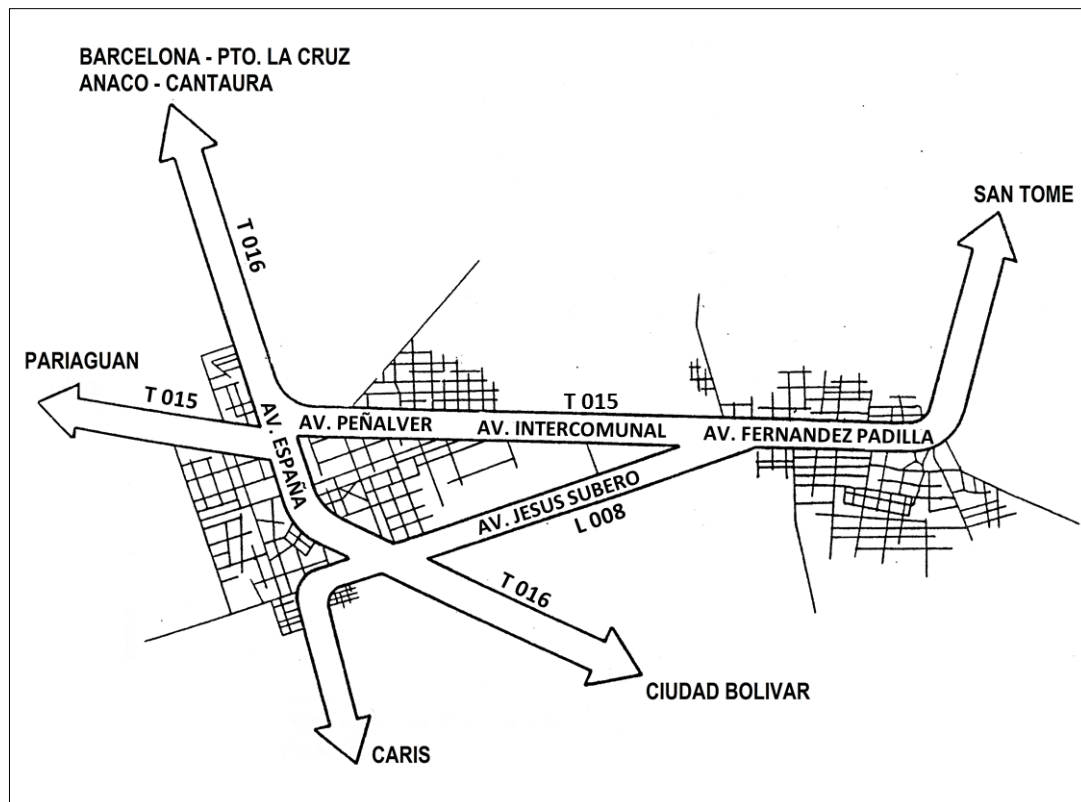 BARCELONA - PTO. LA CRUZ
ANACO - CANTAURA
SAN TOME
T 016
PARIAGUAN
T 015
T 015
AV. ESPAÑA
AV. PEÑALVER
AV. INTERCOMUNAL
AV. FERNANDEZ PADILLA
AV. JESUS SUBERO
L 008
T 016
CIUDAD BOLIVAR
CARIS